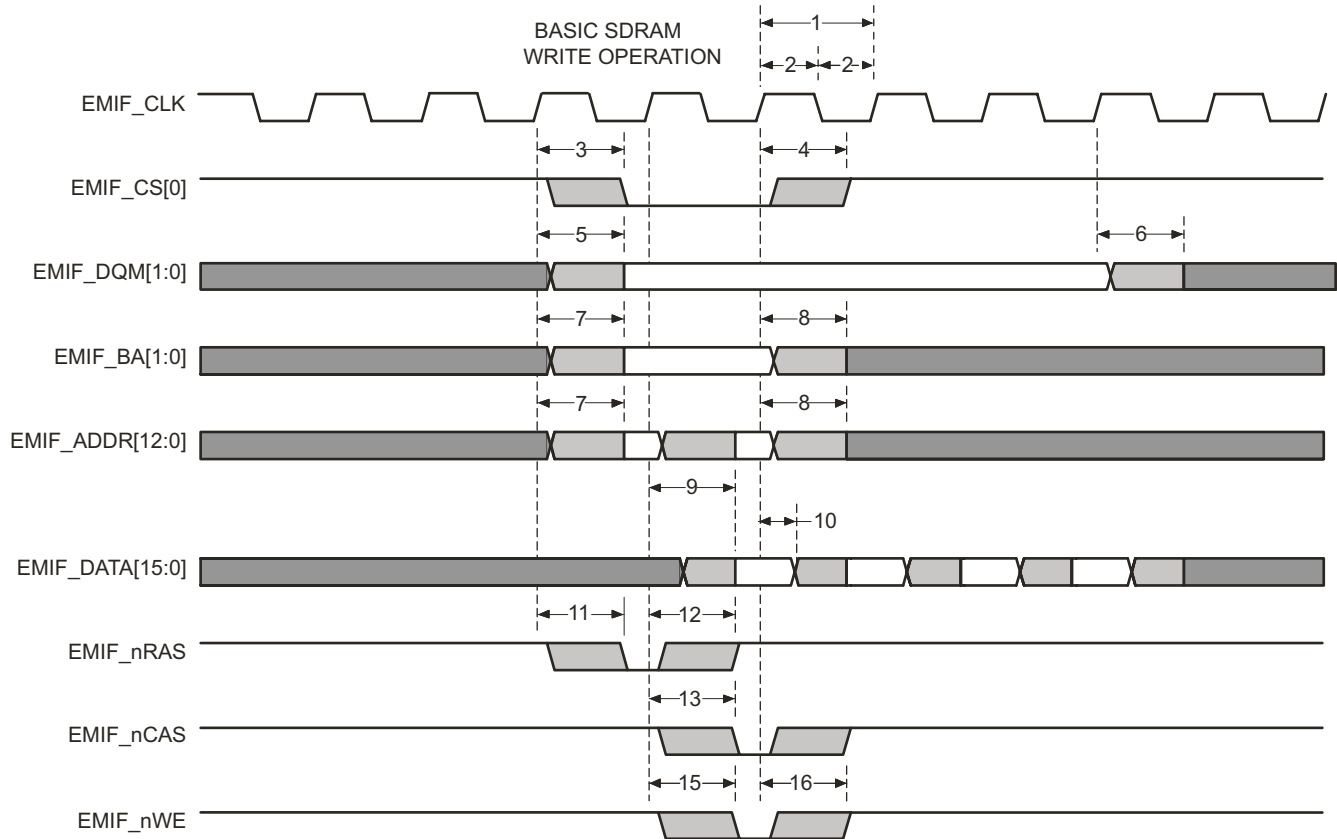 BASIC SDRAM
WRITE OPERATION
1
2 2
EMIF_CLK
3 4
EMIF_CS[0]
5 6
EMIF_DQM[1:0]
7 8
EMIF_BA[1:0]
7 8
EMIF_ADDR[12:0]
9 10
EMIF_DATA[15:0]
11 12
EMIF_nRAS
13
EMIF_nCAS
15 16
EMIF_nWE